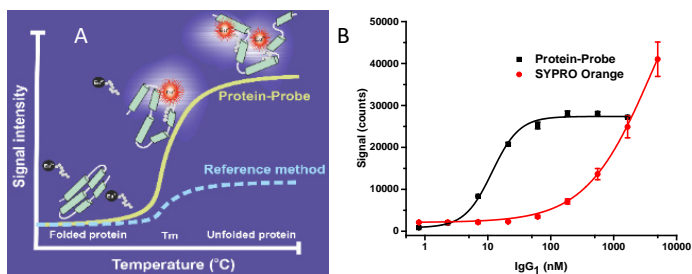 A
Signal intensity
Protein-Probe
Reference method
Folded protein Tm Unfolded protein
Temperature (°C)
B
Signal (counts)
50000
40000
30000
20000
10000
0
Protein-Probe
SYPRO Orange
1 10 100 1000 10000
IgG1 (nM)